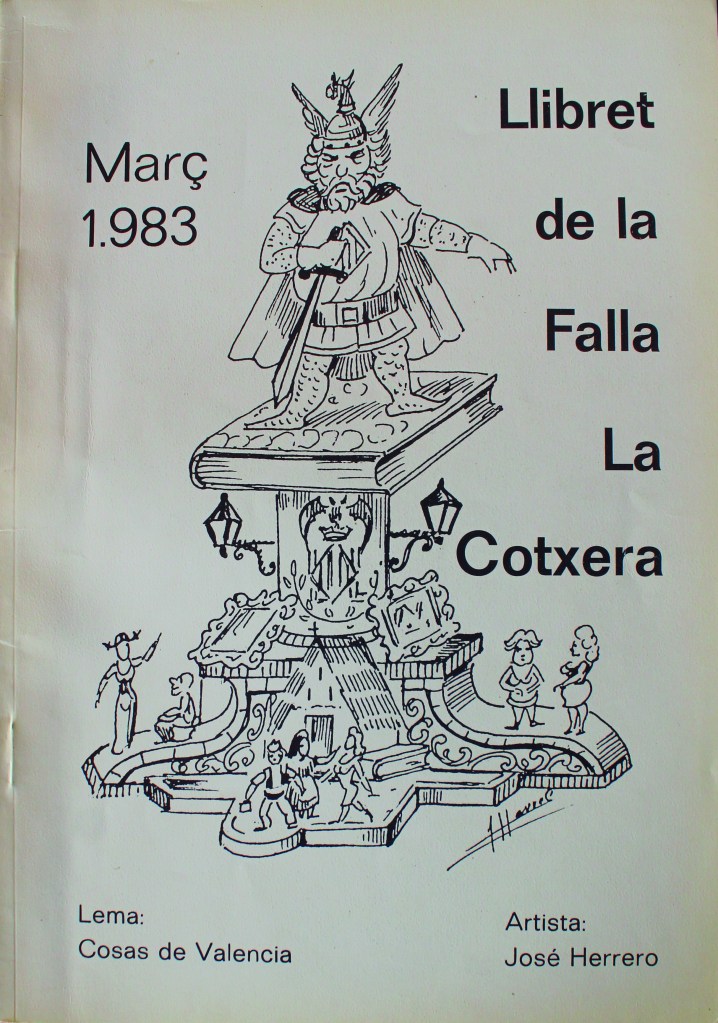 Març
1.983
Llibret
de la
Falla
La
Cotxera
Lema:
Cosas de Valencia
Artista:
José Herrero